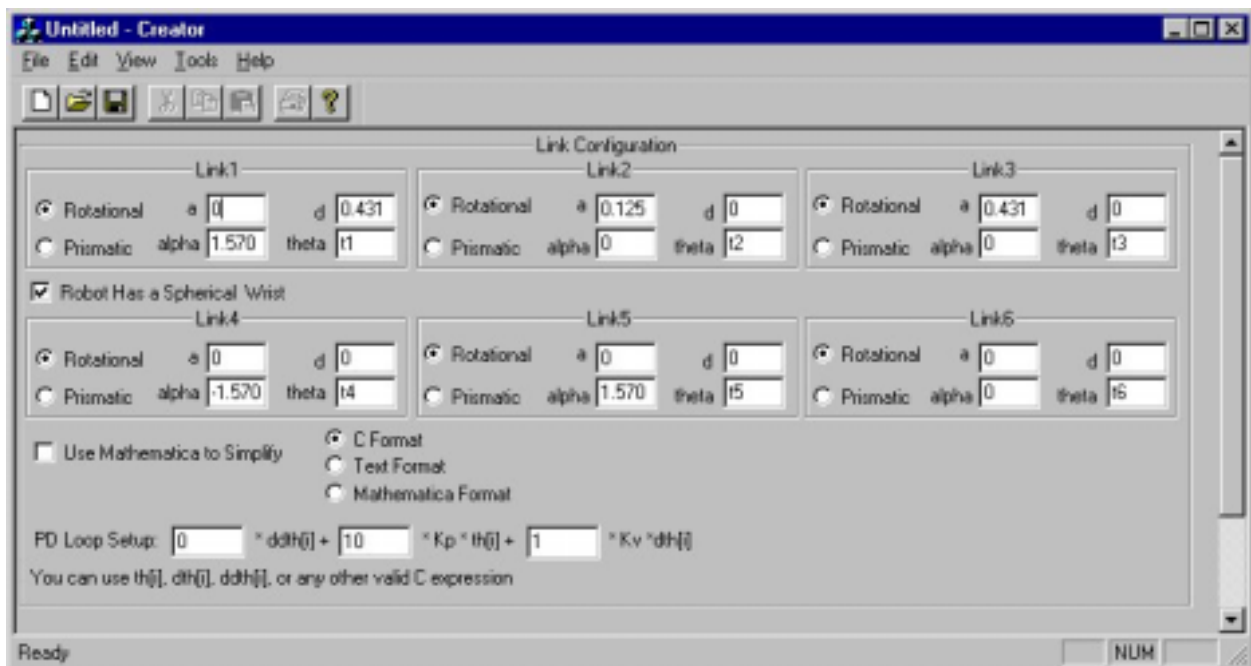 Untitled - Creator
File Edit View Tools Help
Link Configuration
Link1 Link2 Link3
Rotational a 0 d 0.431 Rotational a 0.125 d 0 Rotational a 0.431 d 0
Prismatic alpha 1.570 theta t1 Prismatic alpha 0 theta t2 Prismatic alpha 0 theta t3
Robot Has a Spherical Wrist
Link4 Link5 Link6
Rotational a 0 d 0 Rotational a 0 d 0 Rotational a 0 d 0
Prismatic alpha -1.570 theta t4 Prismatic alpha 1.570 theta t5 Prismatic alpha 0 theta t6
Use Mathematica to Simplify
C Format
Text Format
Mathematica Format
PD Loop Setup: 0 * ddth[i] + 10 * Kp * th[i] + 1 * Kv *dth[i]
You can use th[i], dth[i], ddth[i], or any other valid C expression
Ready NUM